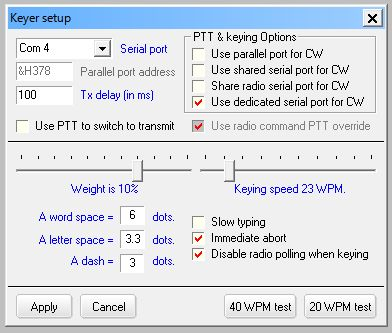 Keyer setup
Com 4 Serial port
&H378 Parallel port address
100 Tx delay (in ms)
Use PTT to switch to transmit
PTT & keying Options
Use parallel port for CW
Use shared serial port for CW
Share radio serial port for CW
Use dedicated serial port for CW
Use radio command PTT override
Weight is 10%
Keying speed 23 WPM.
A word space = 6 dots.
A letter space = 3.3 dots.
A dash = 3 dots.
Slow typing
Immediate abort
Disable radio polling when keying
Apply
Cancel
40 WPM test
20 WPM test